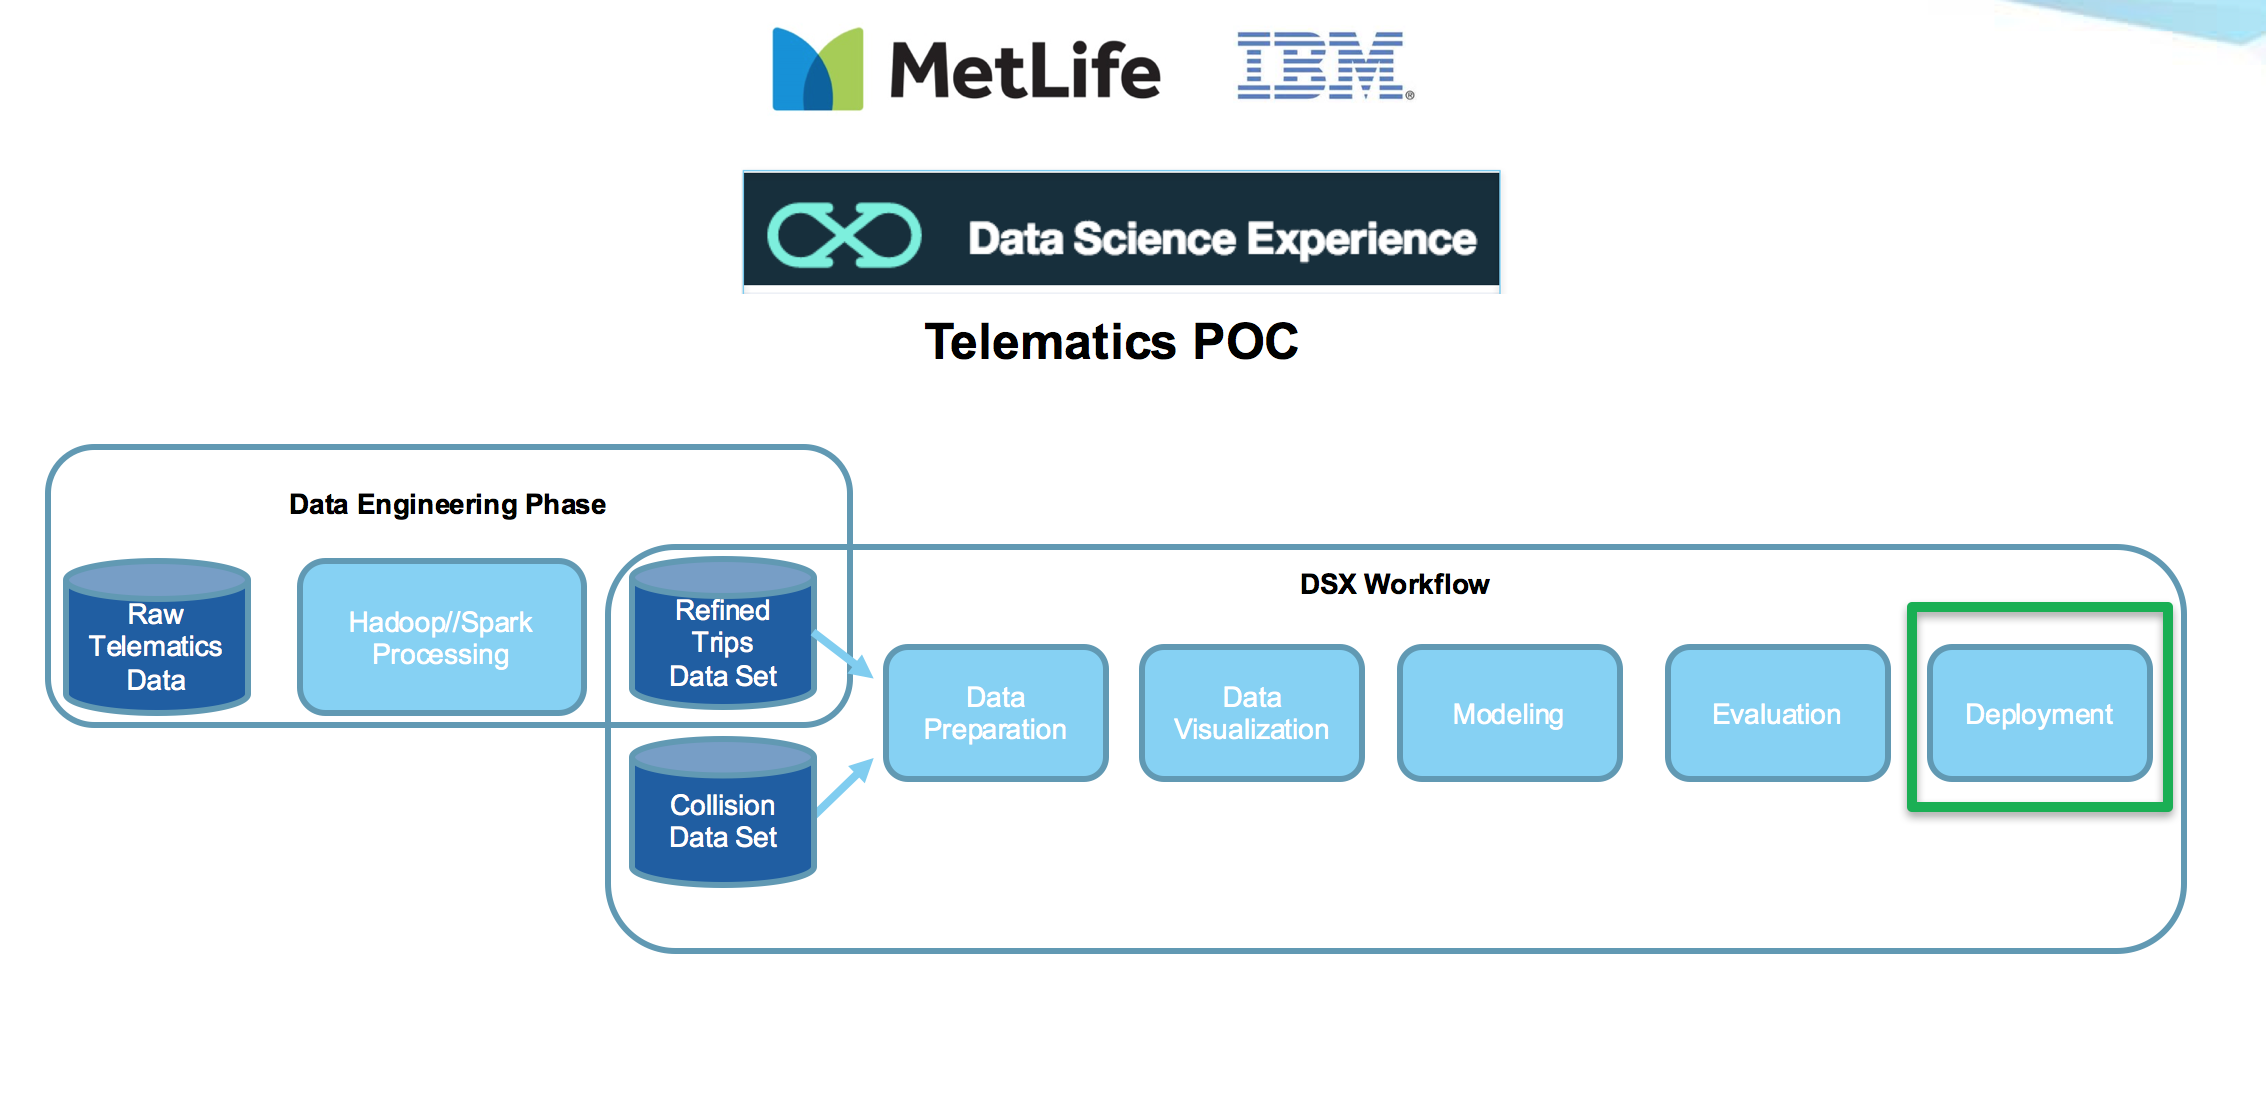 MetLife
IBM®
Data Science Experience
Telematics POC
Data Engineering Phase
Raw
Telematics
Data
Hadoop//Spark
Processing
Refined
Trips
Data Set
Collision
Data Set
DSX Workflow
Data
Preparation
Data
Visualization
Modeling
Evaluation
Deployment